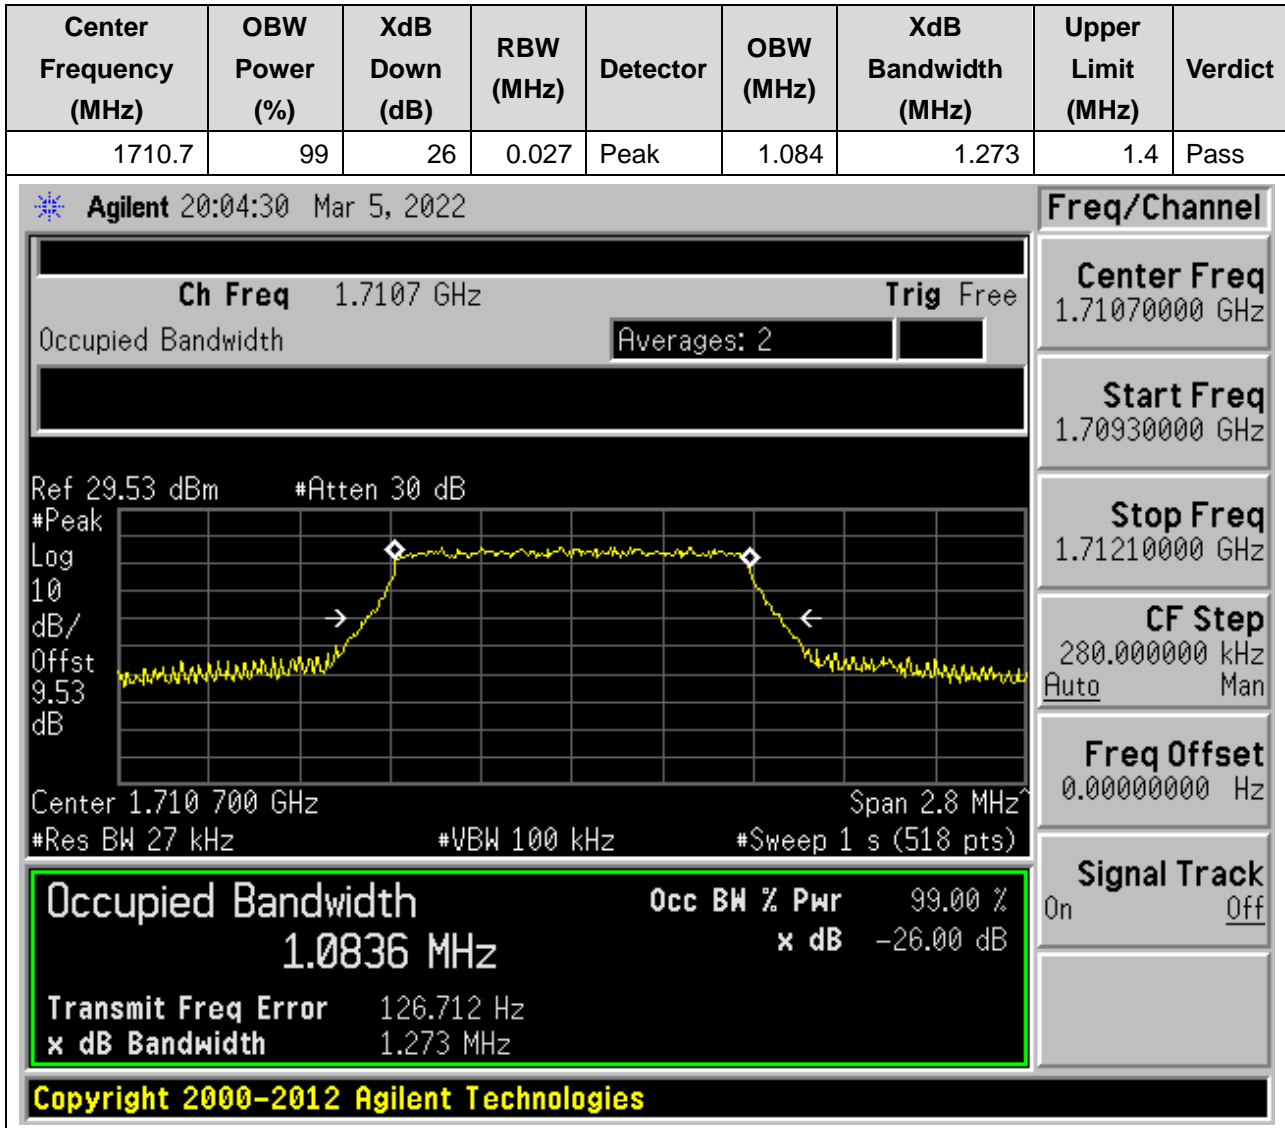 Center Frequency (MHz) OBW Power (%) XdB Down (dB) RBW (MHz) Detector OBW (MHz) XdB Bandwidth (MHz) Upper Limit (MHz) Verdict
1710.7 99 26 0.027 Peak 1.084 1.273 1.4 Pass
Agilent 20:04:30 Mar 5, 2022
Freq/Channel
Ch Freq 1.7107 GHz Trig Free
Occupied Bandwidth Averages: 2
Center Freq
1.71070000 GHz
Start Freq
1.70930000 GHz
Stop Freq
1.71210000 GHz
CF Step
280.000000 kHz
Auto Man
Freq Offset
0.00000000 Hz
Signal Track
On Off
Ref 29.53 dBm #Atten 30 dB
#Peak
Log
10
dB/
Offst
9.53
dB
Center 1.710 700 GHz Span 2.8 MHz^
#Res BW 27 kHz #VBW 100 kHz #Sweep 1 s (518 pts)
Occupied Bandwidth Occ BW % Pwr 99.00 %
1.0836 MHz x dB -26.00 dB
Transmit Freq Error 126.712 Hz
x dB Bandwidth 1.273 MHz
Copyright 2000-2012 Agilent Technologies